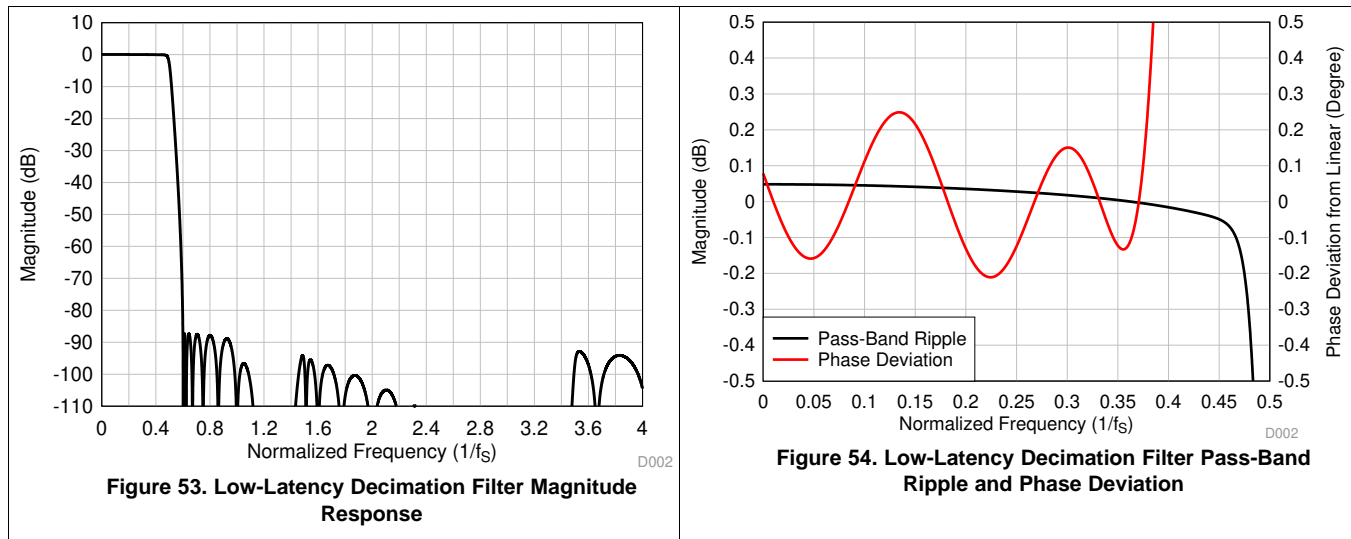 10
0
-10
-20
-30
-40
-50
-60
-70
-80
-90
-100
-110
Magnitude (dB)
0 0.4 0.8 1.2 1.6 2 2.4 2.8 3.2 3.6 4
Normalized Frequency (1/fS)
D002
Figure 53. Low-Latency Decimation Filter Magnitude
Response
0.5
0.4
0.3
0.2
0.1
0
-0.1
-0.2
-0.3
-0.4
-0.5
Magnitude (dB)
0.5
0.4
0.3
0.2
0.1
0
-0.1
-0.2
-0.3
-0.4
-0.5
Phase Deviation from Linear (Degree)
Pass-Band Ripple
Phase Deviation
0 0.05 0.1 0.15 0.2 0.25 0.3 0.35 0.4 0.45 0.5
Normalized Frequency (1/fS)
D002
Figure 54. Low-Latency Decimation Filter Pass-Band
Ripple and Phase Deviation